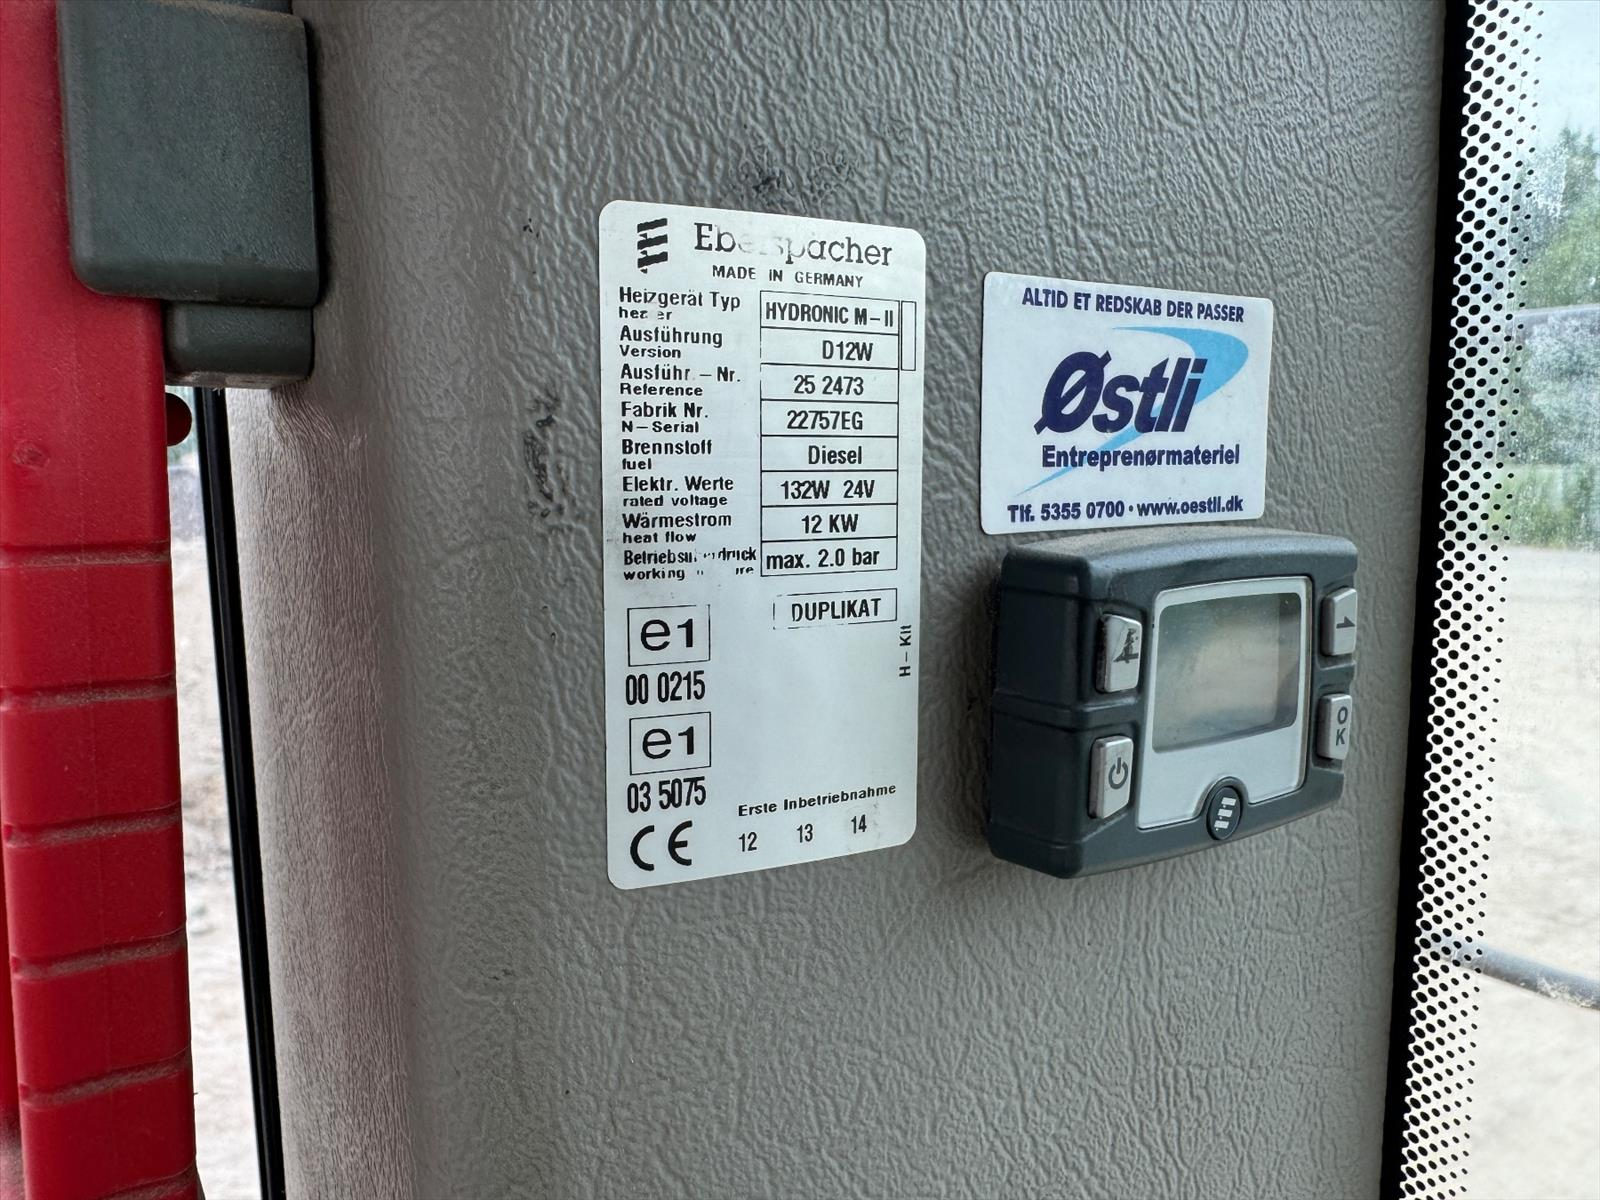 Eberspächer
MADE IN GERMANY
Heizgerät Typ HYDRONIC M-II
heater
Ausführung D12W
Version
Ausführ.-Nr. 25 2473
Reference
Fabrik Nr. 22757EG
N-Serial
Brennstoff Diesel
fuel
Elektr. Werte 132W 24V
rated voltage
Wärmestrom 12 KW
heat flow
max. 2.0 bar
working
DUPLIKAT
H-Kit
e1
00 0215
e1
03 5075
CE
Erste Inbetriebnahme
12 13 14
ALTID ET REDSKAB DER PASSER
Østli
Entreprenørmateriel
Tlf. 5355 0700 · www.oestli.dk
1
OK